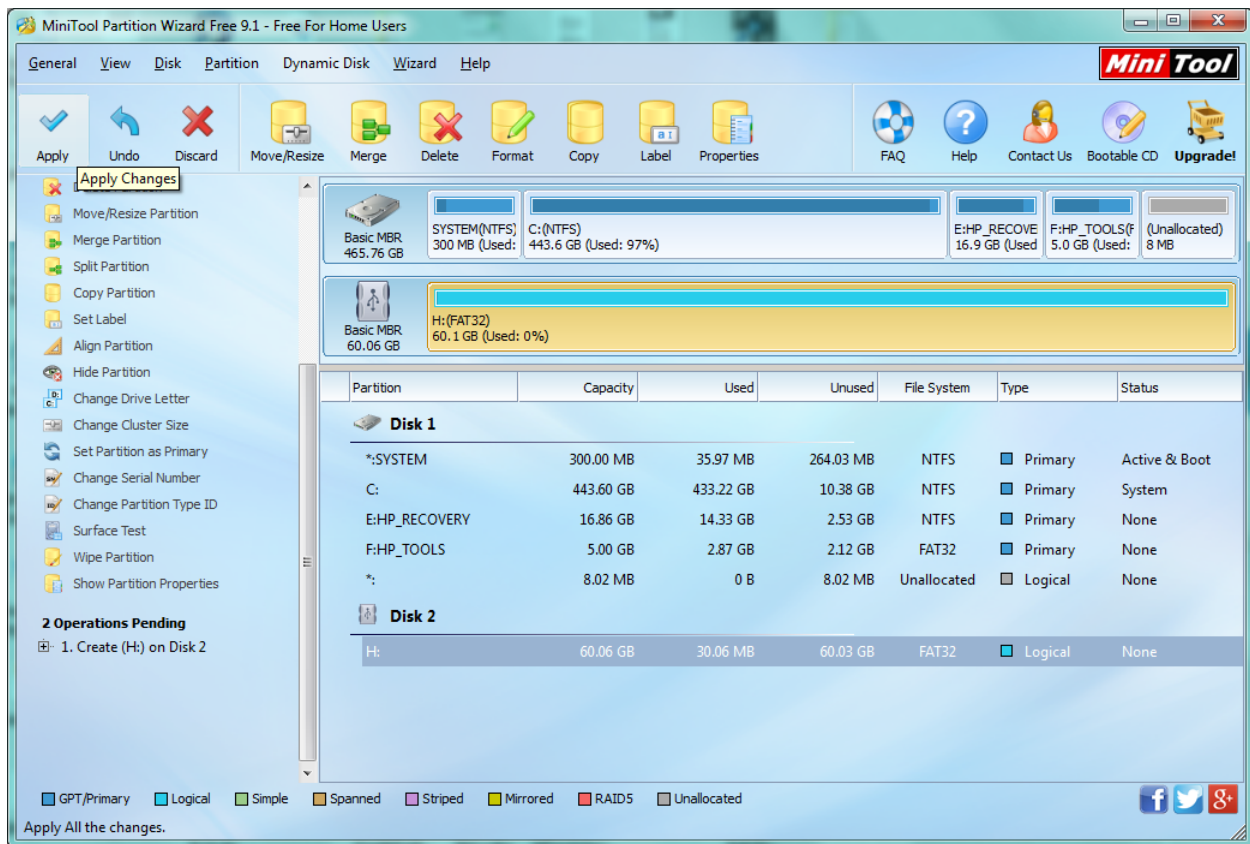 MiniTool Partition Wizard Free 9.1 - Free For Home Users
General View Disk Partition Dynamic Disk Wizard Help
Mini Tool
Apply Undo Discard Move/Resize Merge Delete Format Copy Label Properties FAQ Help Contact Us Bootable CD Upgrade!
Apply Changes
Move/Resize Partition
Merge Partition
Split Partition
Copy Partition
Set Label
Align Partition
Hide Partition
Change Drive Letter
Change Cluster Size
Set Partition as Primary
Change Serial Number
Change Partition Type ID
Surface Test
Wipe Partition
Show Partition Properties
2 Operations Pending
1. Create (H:) on Disk 2
Basic MBR
465.76 GB
SYSTEM(NTFS)
300 MB (Used:
C:(NTFS)
443.6 GB (Used: 97%)
E:HP_RECOVE
16.9 GB (Used
F:HP_TOOLS(F
5.0 GB (Used:
(Unallocated)
8 MB
Basic MBR
60.06 GB
H:(FAT32)
60.1 GB (Used: 0%)
Partition Capacity Used Unused File System Type Status
Disk 1
*:SYSTEM 300.00 MB 35.97 MB 264.03 MB NTFS Primary Active & Boot
C: 443.60 GB 433.22 GB 10.38 GB NTFS Primary System
E:HP_RECOVERY 16.86 GB 14.33 GB 2.53 GB NTFS Primary None
F:HP_TOOLS 5.00 GB 2.87 GB 2.12 GB FAT32 Primary None
*: 8.02 MB 0 B 8.02 MB Unallocated Logical None
Disk 2
H: 60.06 GB 30.06 MB 60.03 GB FAT32 Logical None
GPT/Primary Logical Simple Spanned Striped Mirrored RAID5 Unallocated
Apply All the changes.